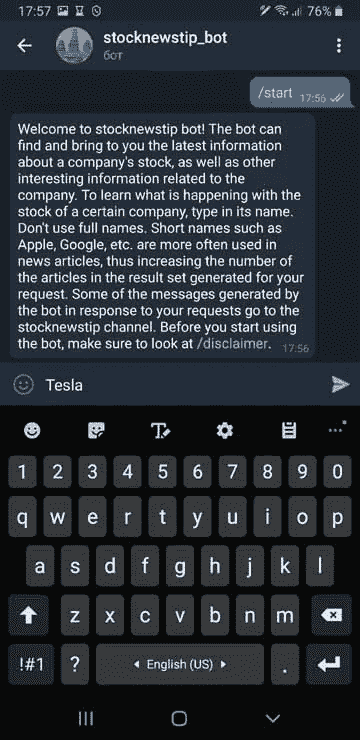 17:57 76%
stocknewstip_bot
бот
/start 17:56
Welcome to stocknewstip bot! The bot can
find and bring to you the latest information
about a company's stock, as well as other
interesting information related to the
company. To learn what is happening with the
stock of a certain company, type in its name.
Don't use full names. Short names such as
Apple, Google, etc. are more often used in
news articles, thus increasing the number of
the articles in the result set generated for your
request. Some of the messages generated by
the bot in response to your requests go to the
stocknewstip channel. Before you start using
the bot, make sure to look at /disclaimer. 17:56
Tesla
1 2 3 4 5 6 7 8 9 0
q w e r t y u i o p
a s d f g h j k l
z x c v b n m
!#1 ? English (US) .